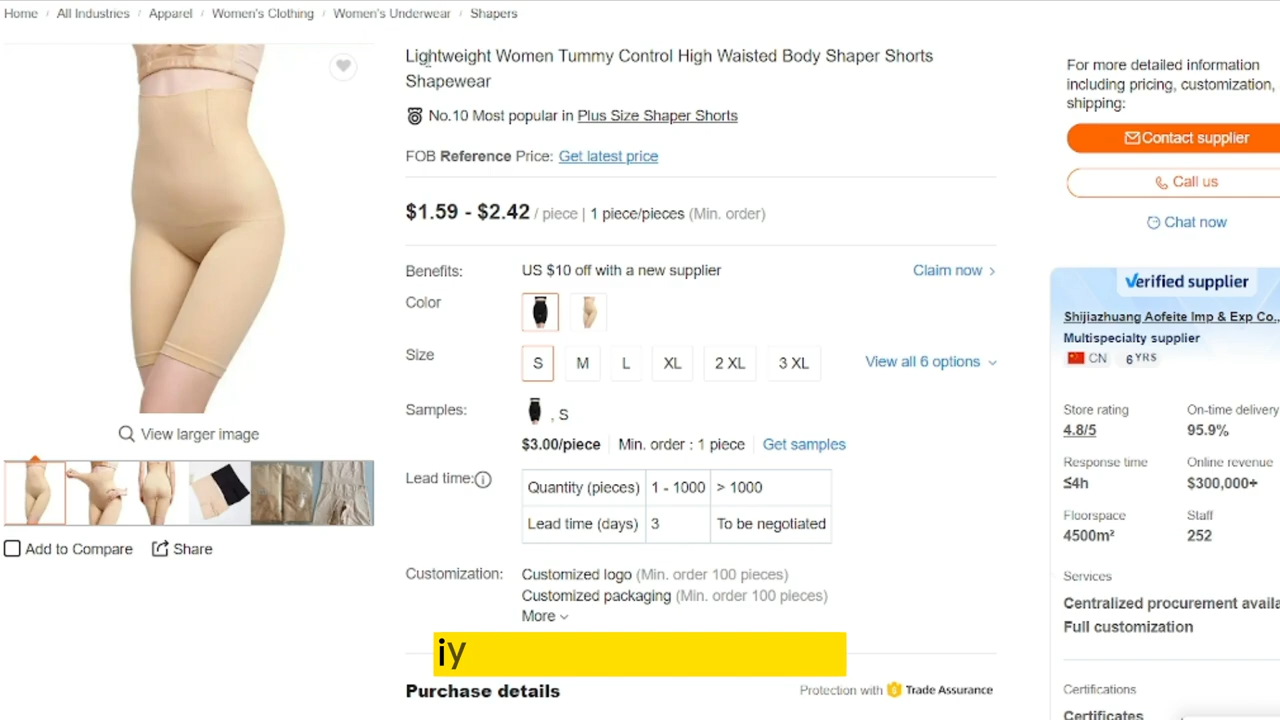 Home / All Industries / Apparel / Women's Clothing / Women's Underwear / Shapers
Lightweight Women Tummy Control High Waisted Body Shaper Shorts
Shapewear
No.10 Most popular in Plus Size Shaper Shorts
FOB Reference Price: Get latest price
$1.59 - $2.42 / piece | 1 piece/pieces (Min. order)
Benefits: US $10 off with a new supplier Claim now >
Color
Size S M L XL 2 XL 3 XL View all 6 options
Samples: , S
$3.00/piece Min. order : 1 piece Get samples
Lead time:
Quantity (pieces) 1 - 1000 > 1000
Lead time (days) 3 To be negotiated
Customization: Customized logo (Min. order 100 pieces)
Customized packaging (Min. order 100 pieces)
More
iy
Purchase details Protection with Trade Assurance
View larger image
Add to Compare Share
For more detailed information
including pricing, customization,
shipping:
Contact supplier
Call us
Chat now
Verified supplier
Shijiazhuang Aofeite Imp & Exp Co.,
Multispecialty supplier
CN 6 YRS
Store rating On-time delivery
4.8/5 95.9%
Response time Online revenue
≤4h $300,000+
Floorspace Staff
4500m² 252
Services
Centralized procurement availa
Full customization
Certifications
Certificates